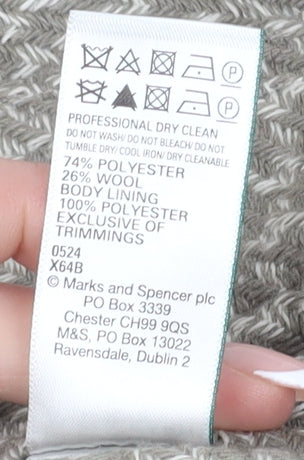 P
P
PROFESSIONAL DRY CLEAN
DO NOT WASH/ DO NOT BLEACH/ DO NOT
TUMBLE DRY/ COOL IRON/ DRY CLEANABLE
74% POLYESTER
26% WOOL
BODY LINING
100% POLYESTER
EXCLUSIVE OF
TRIMMINGS
0524
X64B
© Marks and Spencer plc
PO Box 3339
Chester CH99 9QS
M&S, PO Box 13022
Ravensdale, Dublin 2